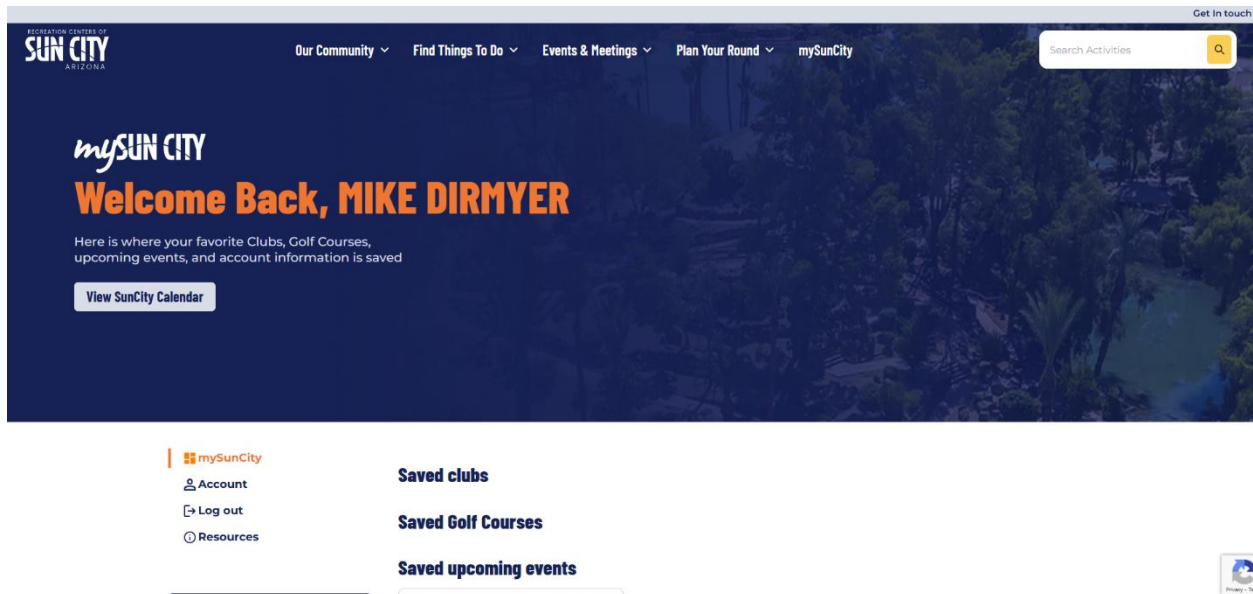 Get In touch
RECREATION CENTERS OF
SUN CITY
ARIZONA
Our Community
Find Things To Do
Events & Meetings
Plan Your Round
mySunCity
Search Activities
mySUN CITY
Welcome Back, MIKE DIRMYER
Here is where your favorite Clubs, Golf Courses,
upcoming events, and account information is saved
View SunCity Calendar
mySunCity
Account
Log out
Resources
Saved clubs
Saved Golf Courses
Saved upcoming events